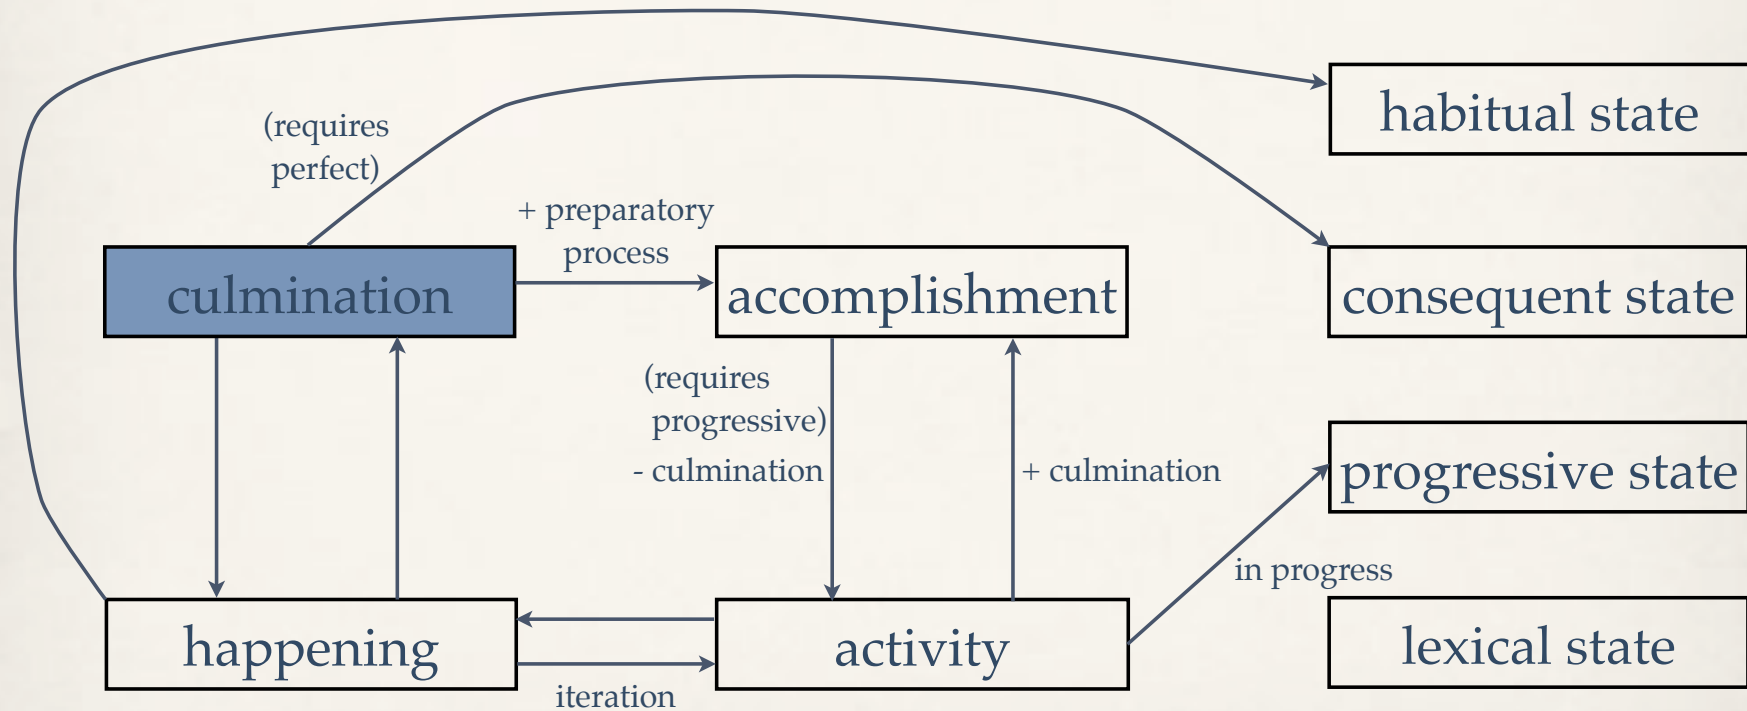 habitual state
(requires
perfect)
+ preparatory
process
culmination
accomplishment
consequent state
(requires
progressive)
- culmination
+ culmination
progressive state
in progress
happening
activity
lexical state
iteration